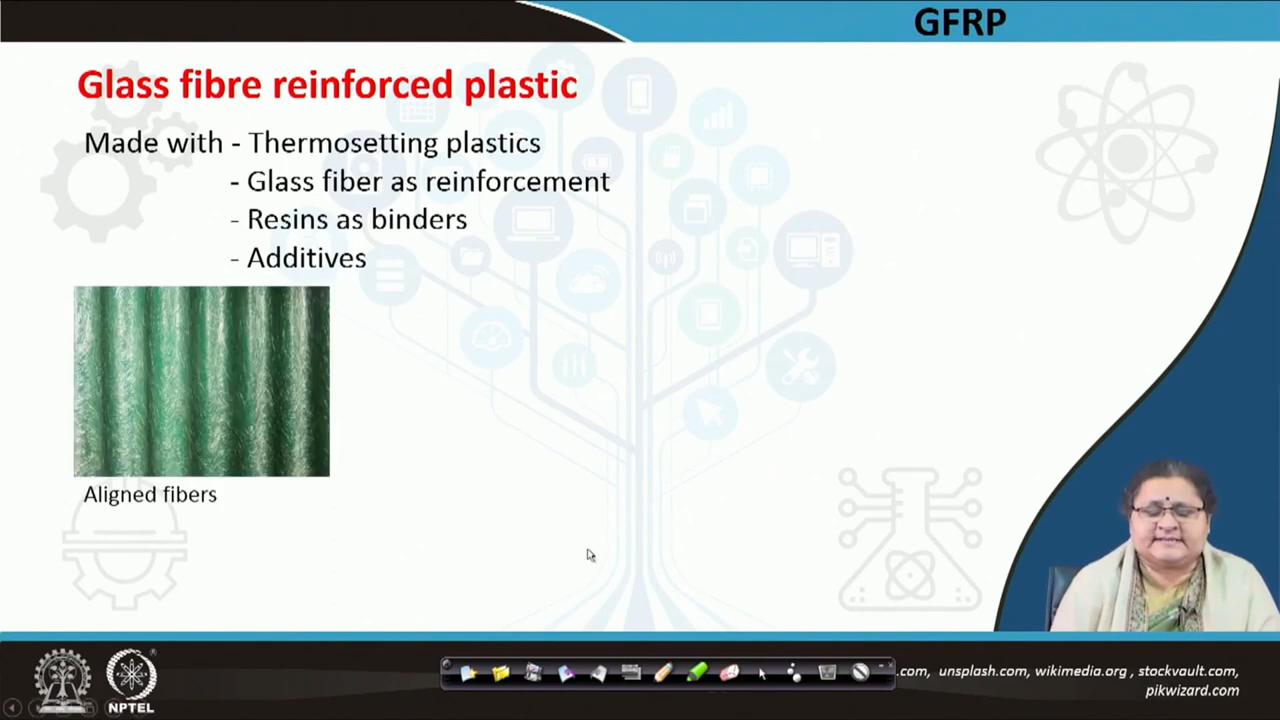 GFRP
Glass fibre reinforced plastic
Made with - Thermosetting plastics
- Glass fiber as reinforcement
- Resins as binders
- Additives
Aligned fibers
.com, unsplash.com, wikimedia.org , stockvault.com,
pikwizard.com
NPTEL